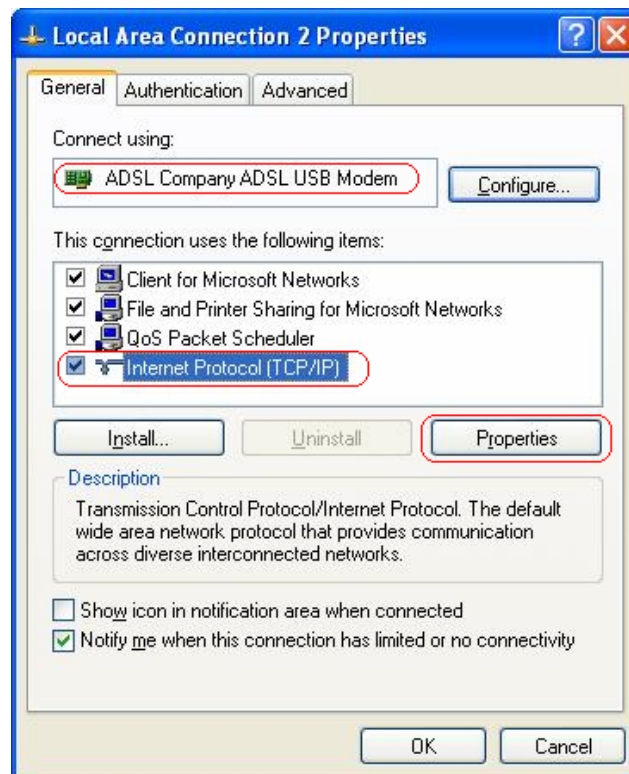 Local Area Connection 2 Properties
General
Authentication
Advanced
Connect using:
ADSL Company ADSL USB Modem
Configure...
This connection uses the following items:
Client for Microsoft Networks
File and Printer Sharing for Microsoft Networks
QoS Packet Scheduler
Internet Protocol (TCP/IP)
Install...
Uninstall
Properties
Description
Transmission Control Protocol/Internet Protocol. The default
wide area network protocol that provides communication
across diverse interconnected networks.
Show icon in notification area when connected
Notify me when this connection has limited or no connectivity
OK
Cancel